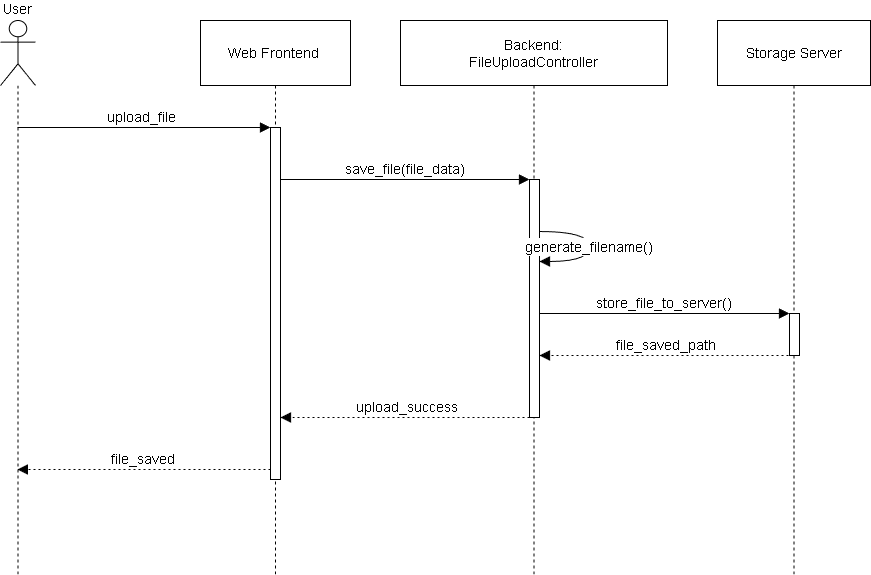 User
Web Frontend
Backend:
FileUploadController
Storage Server
upload_file
save_file(file_data)
generate_filename()
store_file_to_server()
file_saved_path
upload_success
file_saved